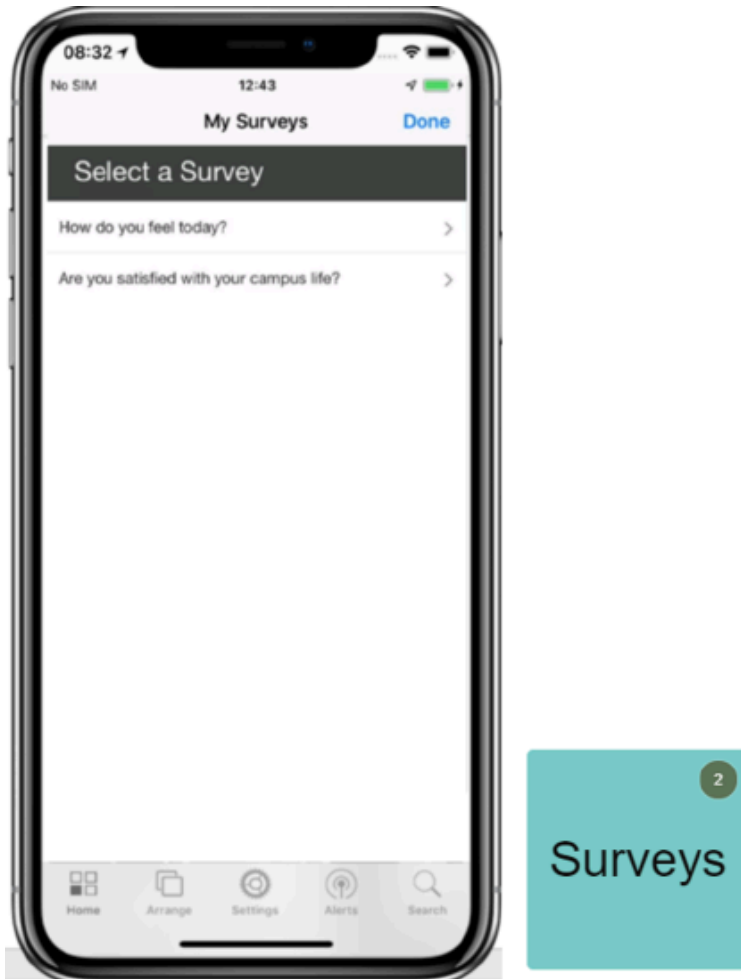 08:32
No SIM 12:43
My Surveys Done
Select a Survey
How do you feel today?
Are you satisfied with your campus life?
Home Arrange Settings Alerts Search
2
Surveys